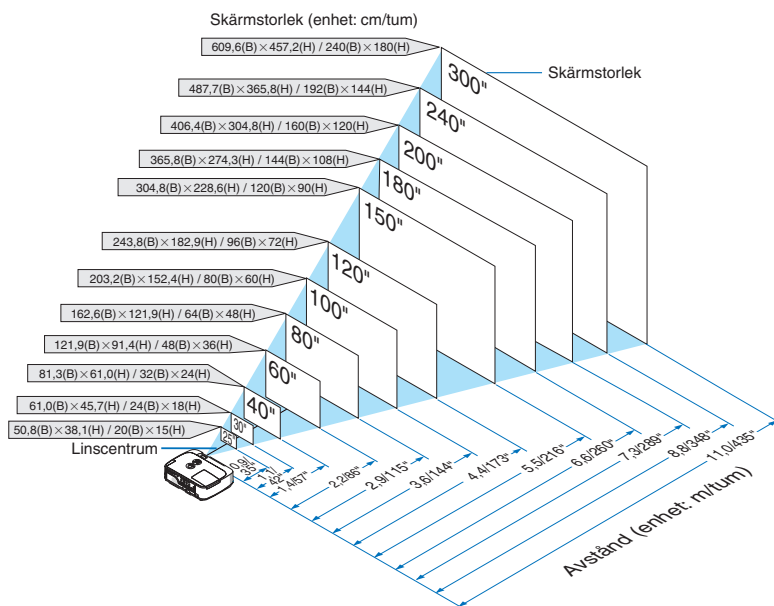 Skärmstorlek (enhet: cm/tum)
609,6(B)×457,2(H) / 240(B)×180(H)
300"
Skärmstorlek
487,7(B)×365,8(H) / 192(B)×144(H)
240"
406,4(B)×304,8(H) / 160(B)×120(H)
200"
365,8(B)×274,3(H) / 144(B)×108(H)
180"
304,8(B)×228,6(H) / 120(B)×90(H)
150"
243,8(B)×182,9(H) / 96(B)×72(H)
120"
203,2(B)×152,4(H) / 80(B)×60(H)
100"
162,6(B)×121,9(H) / 64(B)×48(H)
80"
121,9(B)×91,4(H) / 48(B)×36(H)
60"
81,3(B)×61,0(H) / 32(B)×24(H)
40"
61,0(B)×45,7(H) / 24(B)×18(H)
30"
50,8(B)×38,1(H) / 20(B)×15(H)
25"
Linscentrum
0,9/
35"
1,1/
42"
1,4/57"
2,2/86"
2,9/115"
3,6/144"
4,4/173"
5,5/216"
6,6/260"
7,3/289"
8,8/348"
11,0/435"
Avstånd (enhet: m/tum)